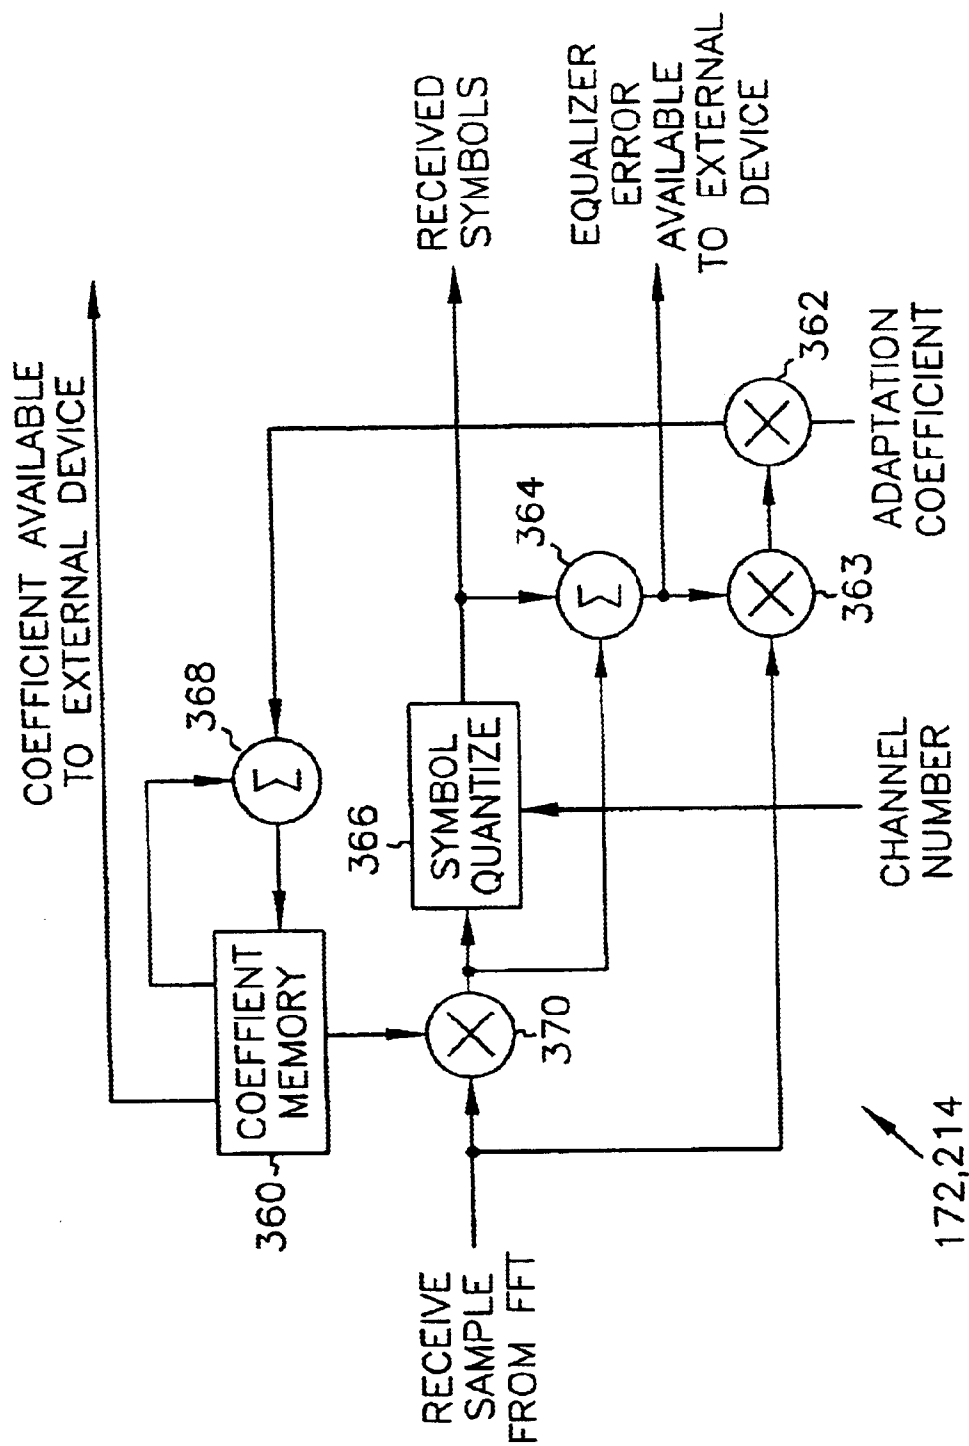 COEFFICIENT AVAILABLE
TO EXTERNAL DEVICE
368
COEFFIENT
MEMORY
360
366
SYMBOL
QUANTIZE
RECEIVED
SYMBOLS
364
Σ
Σ
EQUALIZER
ERROR
AVAILABLE
TO EXTERNAL
DEVICE
370
RECEIVE
SAMPLE
FROM FFT
362
363
CHANNEL
NUMBER
ADAPTATION
COEFFICIENT
172,214